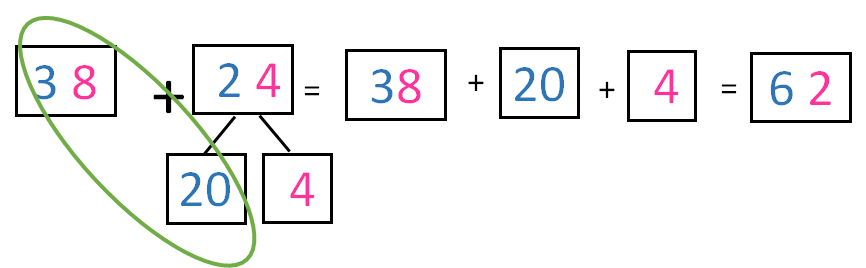 38 + 24 = 38 + 20 + 4 = 62
20 4